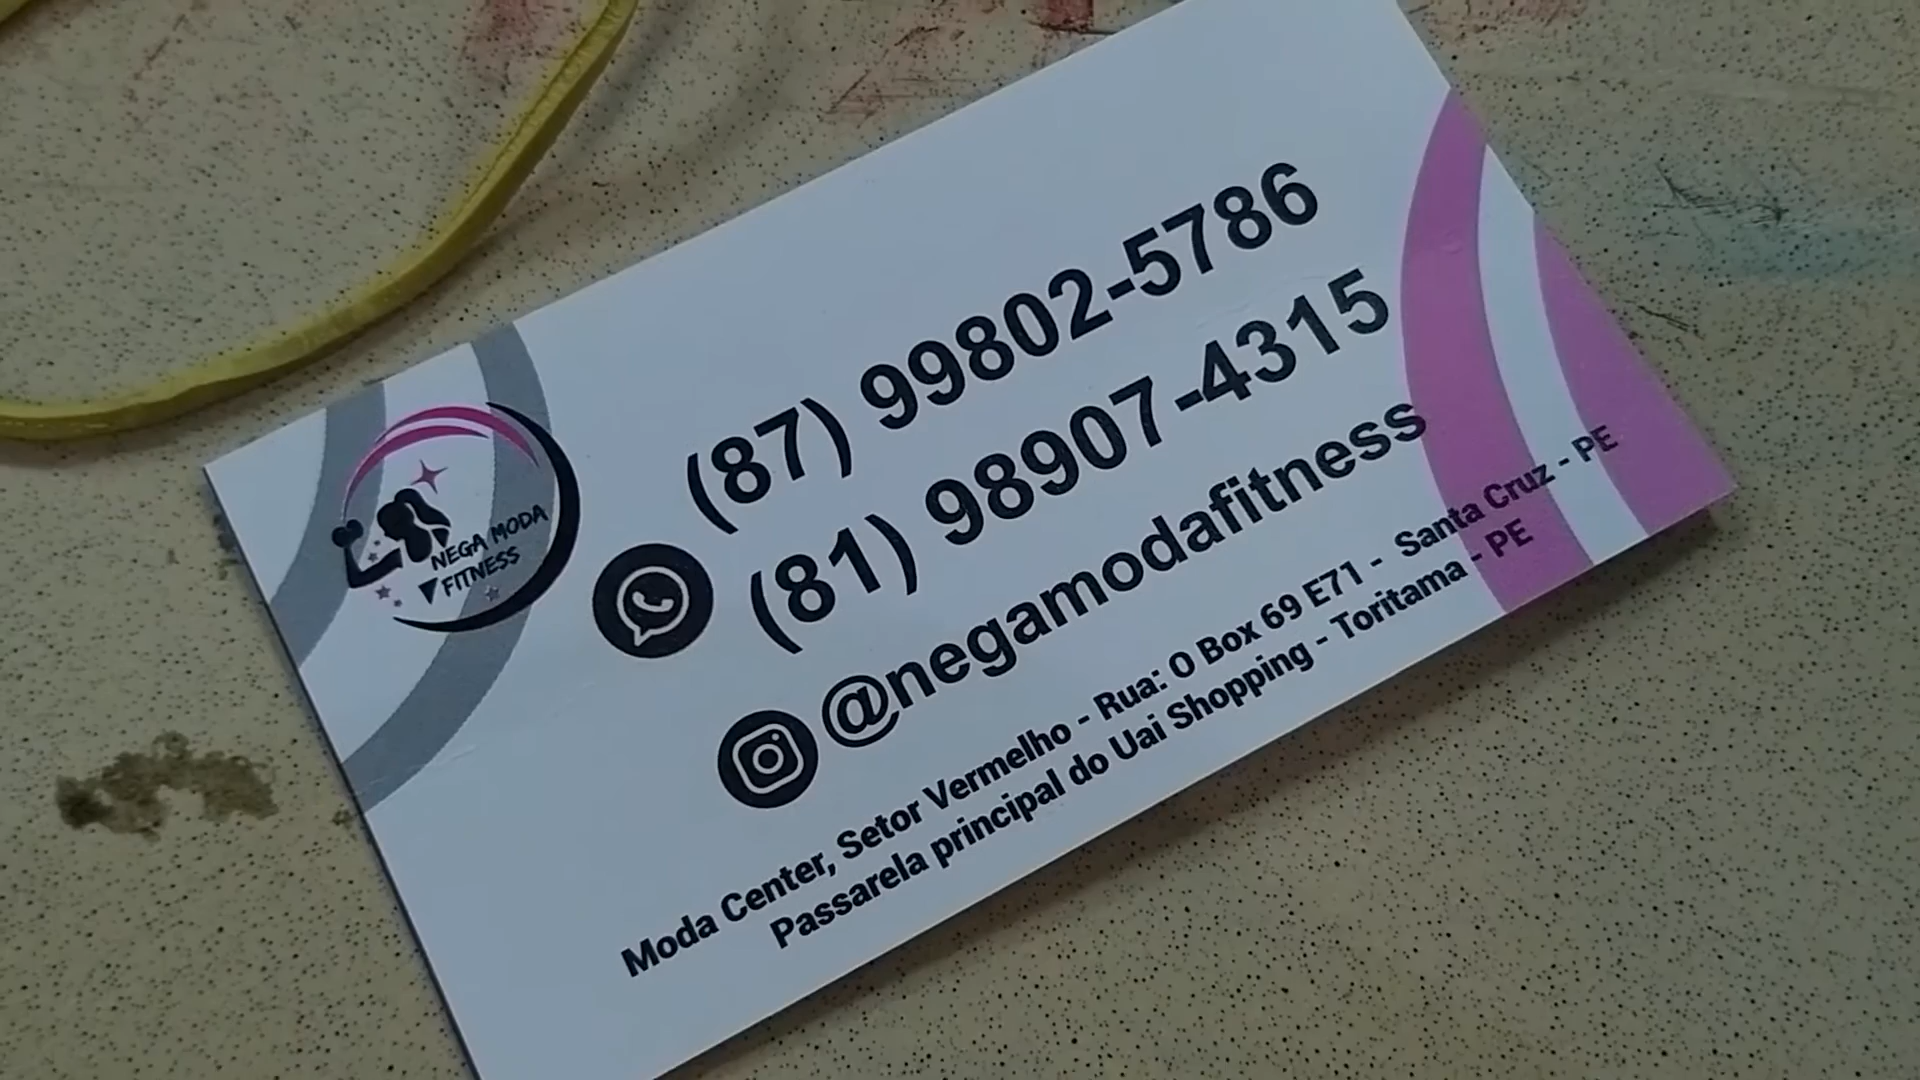 NEGA MODA
FITNESS
(87) 99802-5786
(81) 98907-4315
@negamodafitness
Moda Center, Setor Vermelho - Rua: O Box 69 E71 - Santa Cruz - PE
Passarela principal do Uai Shopping - Toritama - PE